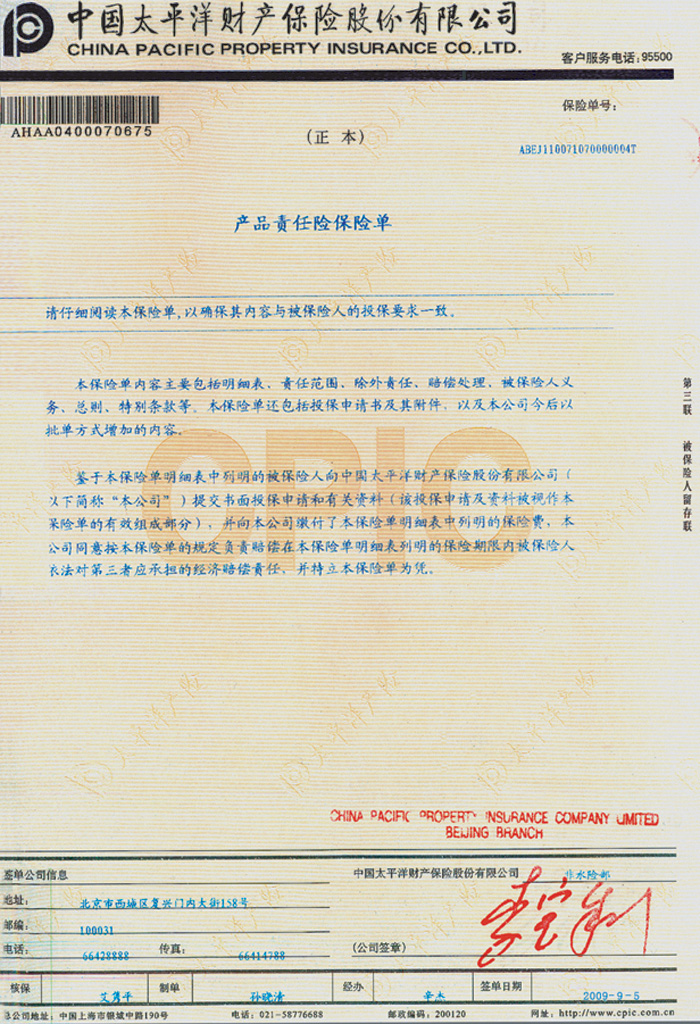 中国太平洋财产保险股份有限公司
CHINA PACIFIC PROPERTY INSURANCE CO.,LTD.
客户服务电话:95500
AHAA0400070675
(正 本)
保险单号:
ABEJ110071070000004T
产品责任险保险单
请仔细阅读本保险单,以确保其内容与被保险人的投保要求一致。
本保险单内容主要包括明细表、责任范围、除外责任、赔偿处理、被保险人义
务、总则、特别条款等。本保险单还包括投保申请书及其附件,以及本公司今后以
批单方式增加的内容。
鉴于本保险单明细表中列明的被保险人向中国太平洋财产保险股份有限公司(
以下简称“本公司”)提交书面投保申请和有关资料(该投保申请及资料被视作本
保险单的有效组成部分),并向本公司缴付了本保险单明细表中列明的保险费,本
公司同意按本保险单的规定负责赔偿在本保险单明细表列明的保险期限内被保险人
依法对第三者应承担的经济赔偿责任,并特立本保险单为凭。
CPIC
第三联 被保险人留存联
CHINA PACIFIC PROPERTY INSURANCE COMPANY LIMITED
BEIJING BRANCH
签单公司信息
中国太平洋财产保险股份有限公司
非水险部
地址: 北京市西城区复兴门内大街158号
邮编: 100031
电话: 66428888 传真: 66414788
(公司签章)
核保 艾冀平 制单 孙晓清 经办 辛杰 签单日期 2009-9-5
总公司地址:中国上海市银城中路190号 电话:021-58776688 邮政编码:200120 网址:http://www.cpic.com.cn